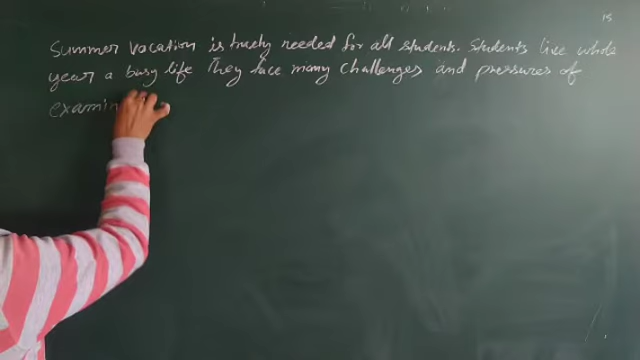 15
Summer vacation is truely needed for all students. Students live whole
year a busy life They face many challenges and pressures of
examin